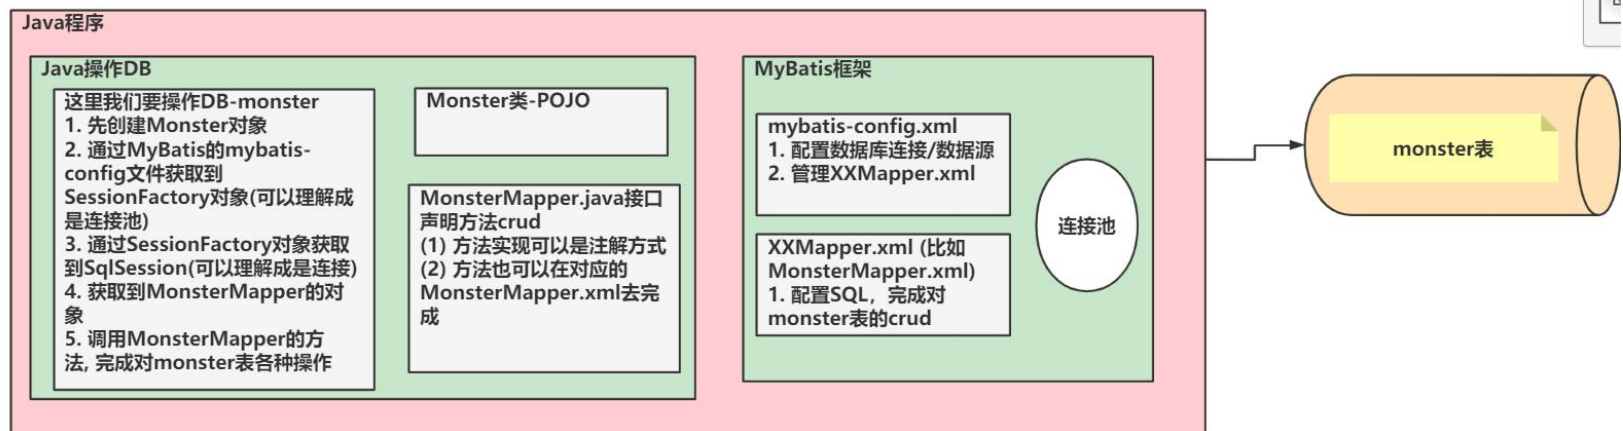 Java程序
Java操作DB
这里我们要操作DB-monster
1. 先创建Monster对象
2. 通过MyBatis的mybatis-
config文件获取到
SessionFactory对象(可以理解成
是连接池)
3. 通过SessionFactory对象获取
到SqlSession(可以理解成是连接)
4. 获取到MonsterMapper的对
象
5. 调用MonsterMapper的方
法, 完成对monster表各种操作
Monster类-POJO
MonsterMapper.java接口
声明方法crud
(1) 方法实现可以是注解方式
(2) 方法也可以在对应的
MonsterMapper.xml去完
成
MyBatis框架
mybatis-config.xml
1. 配置数据库连接/数据源
2. 管理XXMapper.xml
XXMapper.xml (比如
MonsterMapper.xml)
1. 配置SQL，完成对
monster表的crud
连接池
monster表